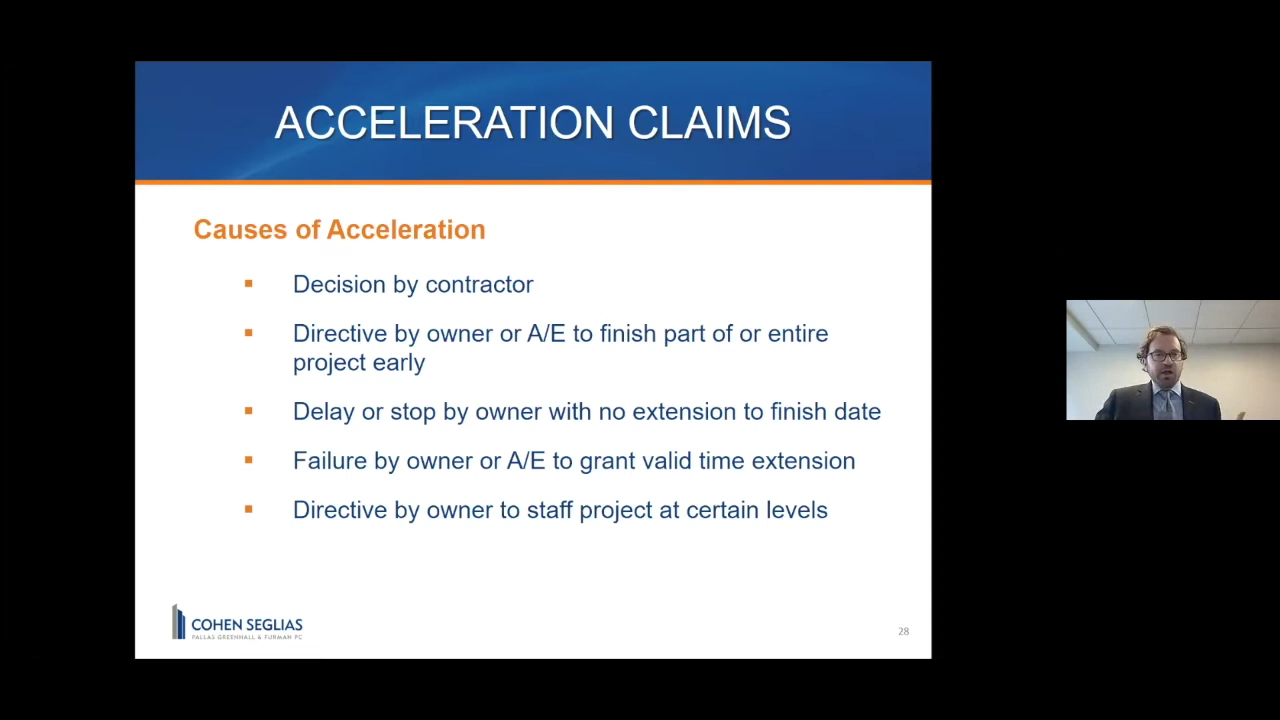 ACCELERATION CLAIMS
Causes of Acceleration
Decision by contractor
Directive by owner or A/E to finish part of or entire
project early
Delay or stop by owner with no extension to finish date
Failure by owner or A/E to grant valid time extension
Directive by owner to staff project at certain levels
COHEN SEGLIAS
PALLAS GREENHALL & FURMAN PC
28